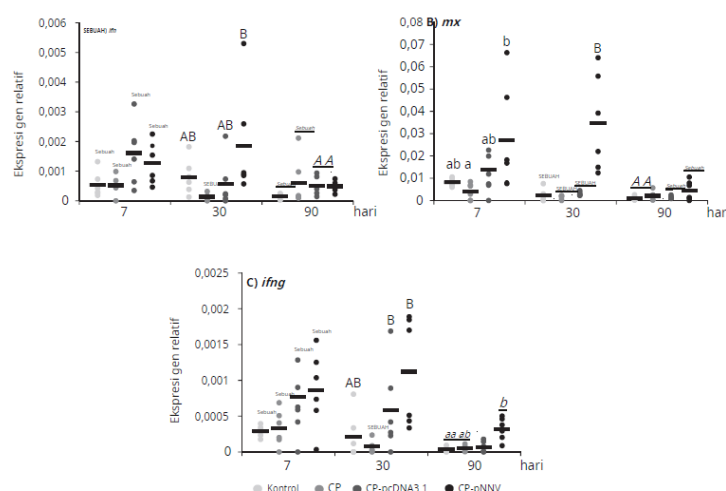 SEBUAH) ifn
Ekspresi gen relatif
0,006
0,005
0,004
0,003
0,002
0,001
0
Sebuah
Sebuah
Sebuah
Sebuah
AB
SEBUAH
AB
B
Sebuah
Sebuah
A A
7
30
90
hari
B) mx
Ekspresi gen relatif
0,08
0,07
0,06
0,05
0,04
0,03
0,02
0,01
0
ab a
ab
b
SEBUAH
SEBUAH
SEBUAH
B
A A
Sebuah
Sebuah
7
30
90
hari
C) ifng
Ekspresi gen relatif
0,0025
0,002
0,0015
0,001
0,0005
0
Sebuah
Sebuah
Sebuah
Sebuah
AB
SEBUAH
B
B
aa ab
b
7
30
90
hari
Kontrol CP CP-pcDNA3.1 CP-pNNV